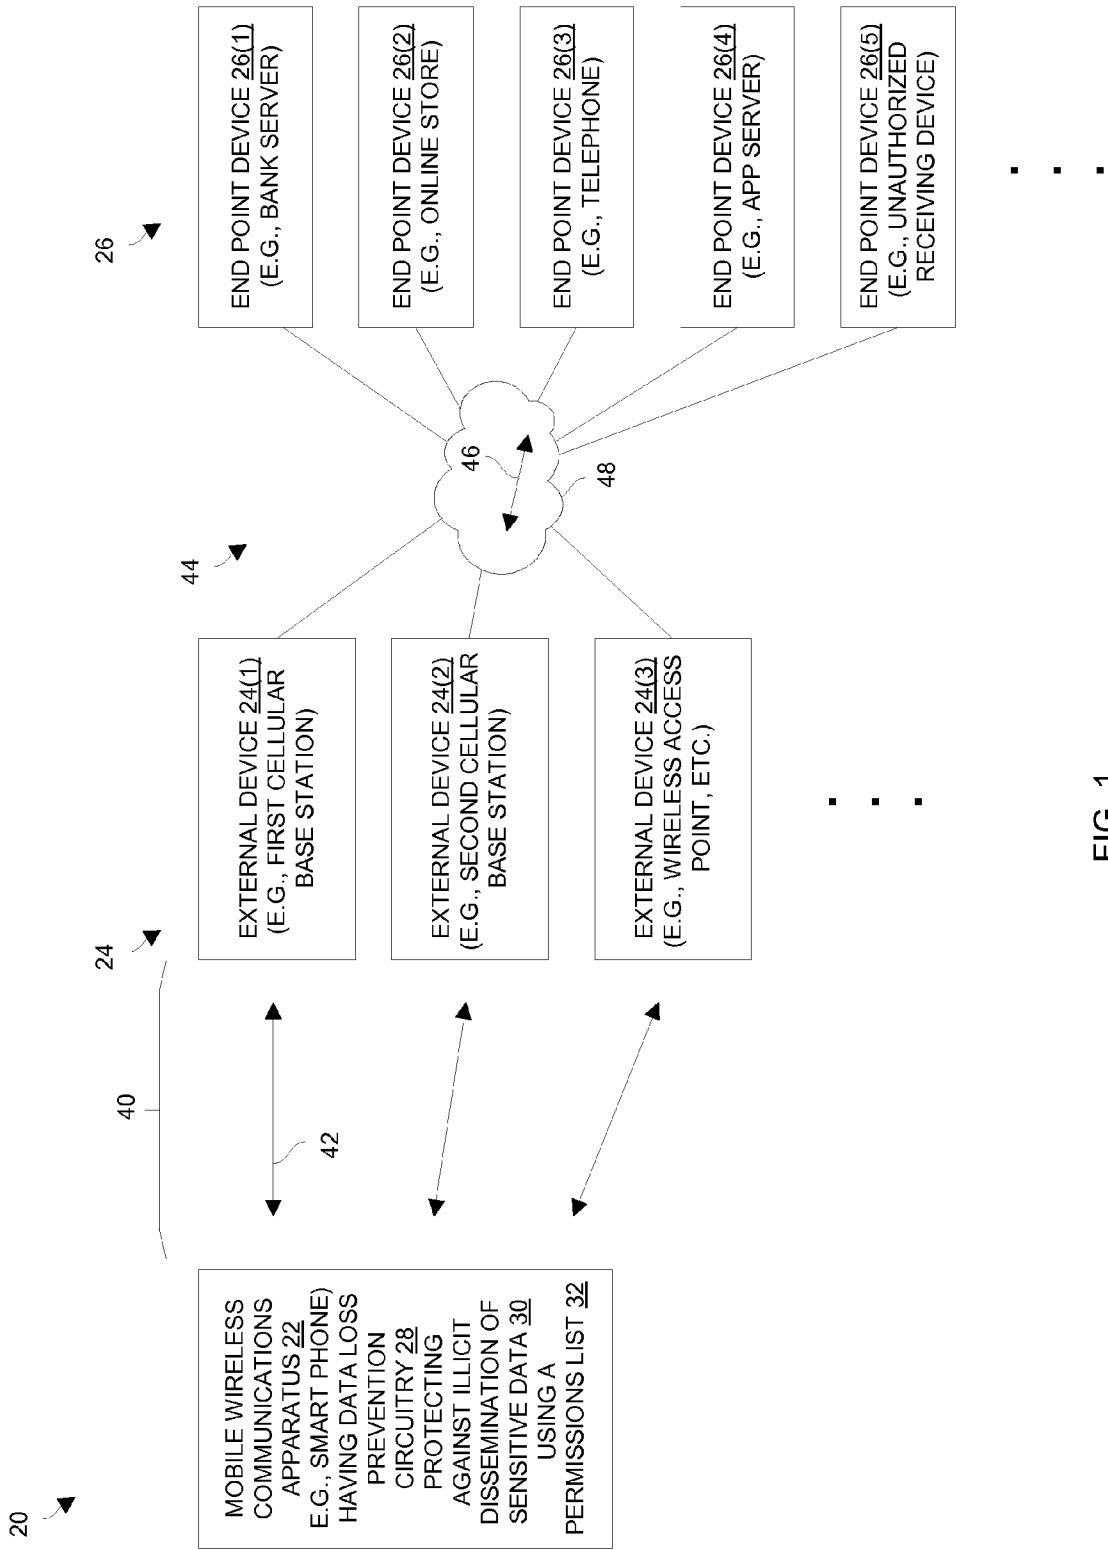 20
MOBILE WIRELESS
COMMUNICATIONS
APPARATUS 22
E.G., SMART PHONE)
HAVING DATA LOSS
PREVENTION
CIRCUITRY 28
PROTECTING
AGAINST ILLICIT
DISSEMINATION OF
SENSITIVE DATA 30
USING A
PERMISSIONS LIST 32
40
42
24
EXTERNAL DEVICE 24(1)
(E.G., FIRST CELLULAR
BASE STATION)
EXTERNAL DEVICE 24(2)
(E.G., SECOND CELLULAR
BASE STATION)
EXTERNAL DEVICE 24(3)
(E.G., WIRELESS ACCESS
POINT, ETC.)
44
46
48
26
END POINT DEVICE 26(1)
(E.G., BANK SERVER)
END POINT DEVICE 26(2)
(E.G., ONLINE STORE)
END POINT DEVICE 26(3)
(E.G., TELEPHONE)
END POINT DEVICE 26(4)
(E.G., APP SERVER)
END POINT DEVICE 26(5)
(E.G., UNAUTHORIZED
RECEIVING DEVICE)
FIG. 1